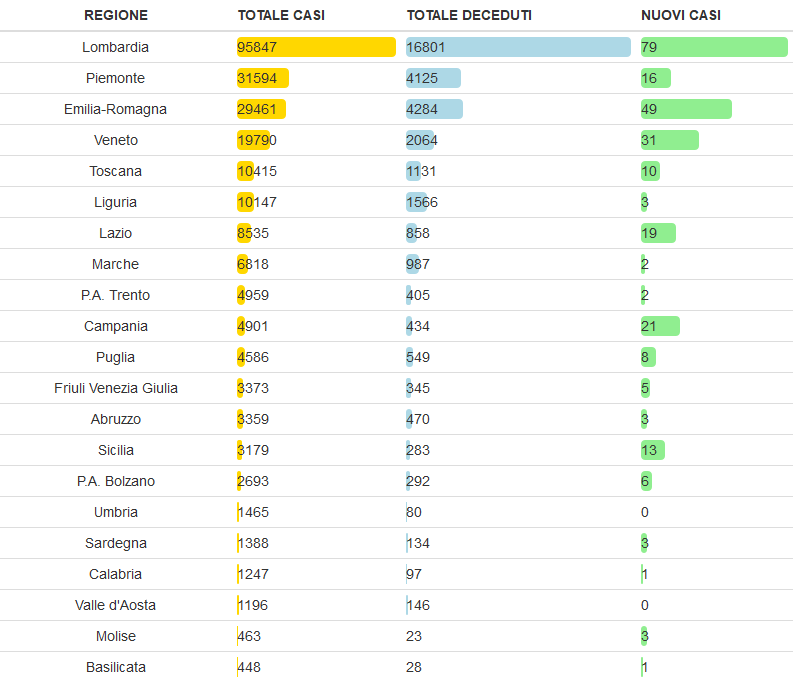 REGIONE TOTALE CASI TOTALE DECEDUTI NUOVI CASI
Lombardia 95847 16801 79
Piemonte 31594 4125 16
Emilia-Romagna 29461 4284 49
Veneto 19790 2064 31
Toscana 10415 1131 10
Liguria 10147 1566 3
Lazio 8535 858 19
Marche 6818 987 2
P.A. Trento 4959 405 2
Campania 4901 434 21
Puglia 4586 549 8
Friuli Venezia Giulia 3373 345 5
Abruzzo 3359 470 3
Sicilia 3179 283 13
P.A. Bolzano 2693 292 6
Umbria 1465 80 0
Sardegna 1388 134 3
Calabria 1247 97 1
Valle d'Aosta 1196 146 0
Molise 463 23 3
Basilicata 448 28 1